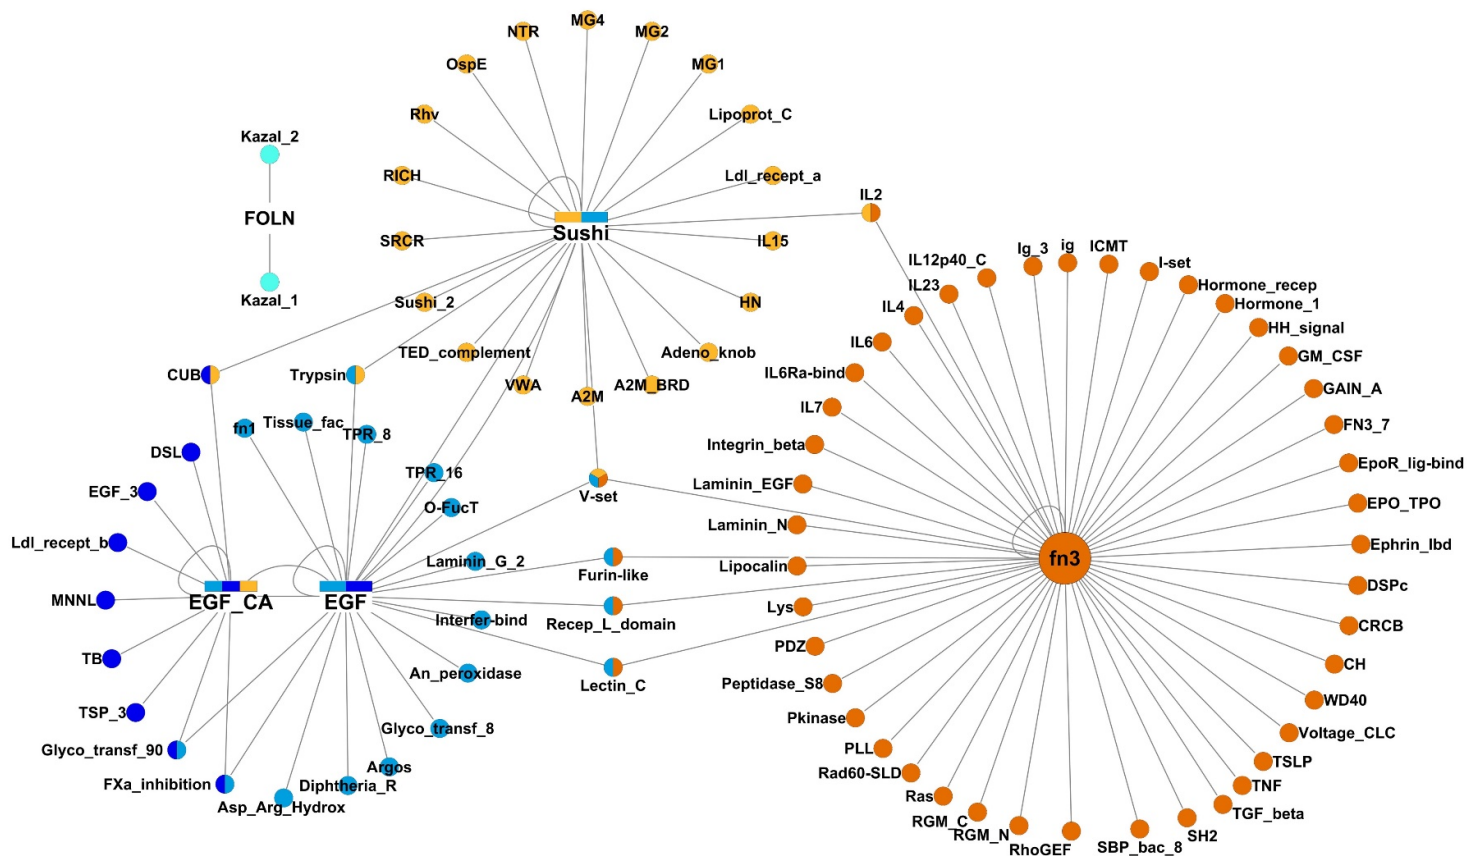 MG4
NTR
MG2
OspE
MG1
Rhv
Lipoprot_C
Kazal_2
RICH
Ldl_recept_a
IL2
FOLN
Sushi
SRCR
IL15
Ig_3
ig
ICMT
IL12p40_C
I-set
IL23
Hormone_recep
Kazal_1
Sushi_2
HN
Hormone_1
IL4
HH_signal
IL6
TED_complement
Adeno_knob
GM_CSF
CUB
Trypsin
IL6Ra-bind
VWA
A2M
A2M_BRD
GAIN_A
IL7
fn1
Tissue_fac
TPR_8
FN3_7
DSL
Integrin_beta
TPR_16
EpoR_lig-bind
EGF_3
Laminin_EGF
V-set
O-FucT
EPO_TPO
Laminin_N
Ldl_recept_b
Ephrin_lbd
Laminin_G_2
Furin-like
Lipocalin
fn3
DSPc
MNNL
EGF_CA
EGF
Lys
Interfer-bind
Recep_L_domain
CRCB
PDZ
TB
An_peroxidase
Lectin_C
CH
Peptidase_S8
WD40
TSP_3
Pkinase
Glyco_transf_8
Voltage_CLC
Glyco_transf_90
PLL
TSLP
Argos
Rad60-SLD
FXa_inhibition
Diphtheria_R
TNF
Asp_Arg_Hydrox
Ras
TGF_beta
RGM_C
RGM_N
SH2
RhoGEF
SBP_bac_8